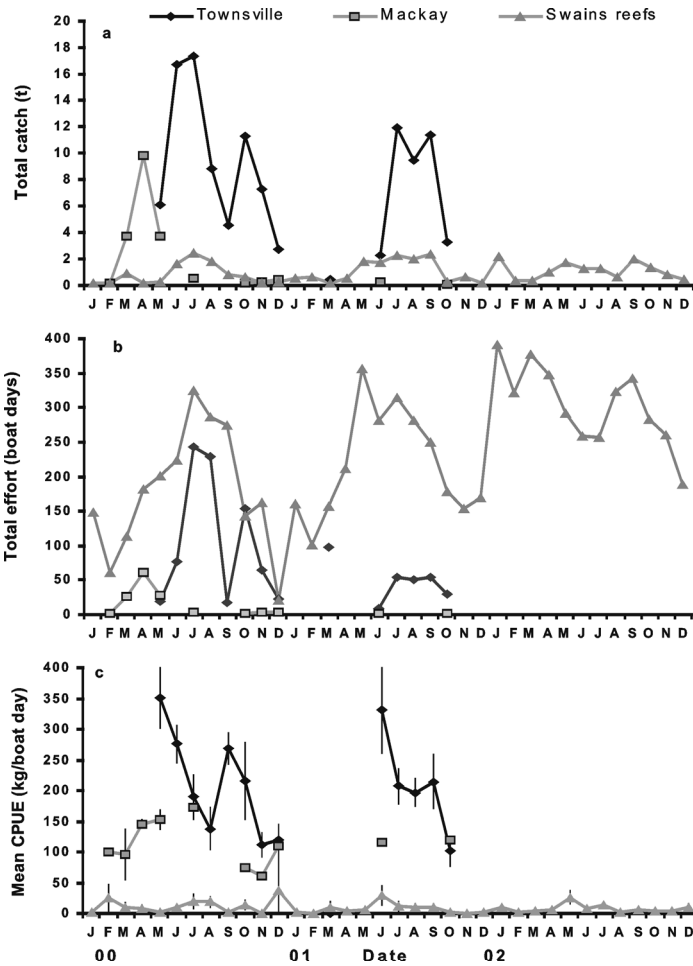 Townsville Mackay Swains reefs
a
Total catch (t)
20
18
16
14
12
10
8
6
4
2
0
J F M A M J J A S O N D J F M A M J J A S O N D J F M A M J J A S O N D
b
Total effort (boat days)
400
350
300
250
200
150
100
50
0
J F M A M J J A S O N D J F M A M J J A S O N D J F M A M J J A S O N D
c
Mean CPUE (kg/boat day)
400
350
300
250
200
150
100
50
0
J F M A M J J A S O N D J F M A M J J A S O N D J F M A M J J A S O N D
00 01 Date 02